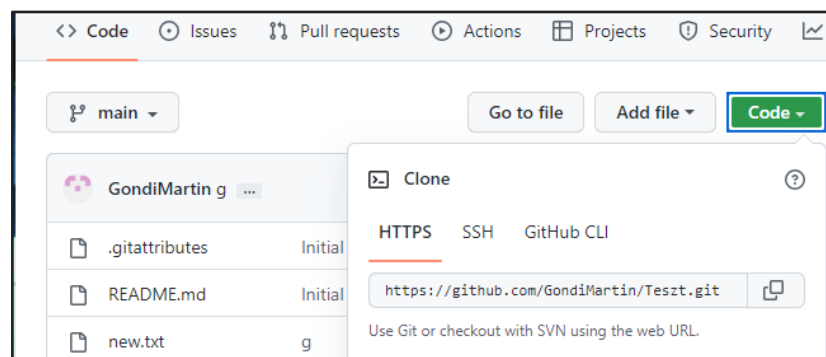 Code Issues Pull requests Actions Projects Security
main Go to file Add file Code
GondiMartin g ...
Clone
HTTPS SSH GitHub CLI
.gitattributes Initial
https://github.com/GondiMartin/Teszt.git
README.md Initial
Use Git or checkout with SVN using the web URL.
new.txt g